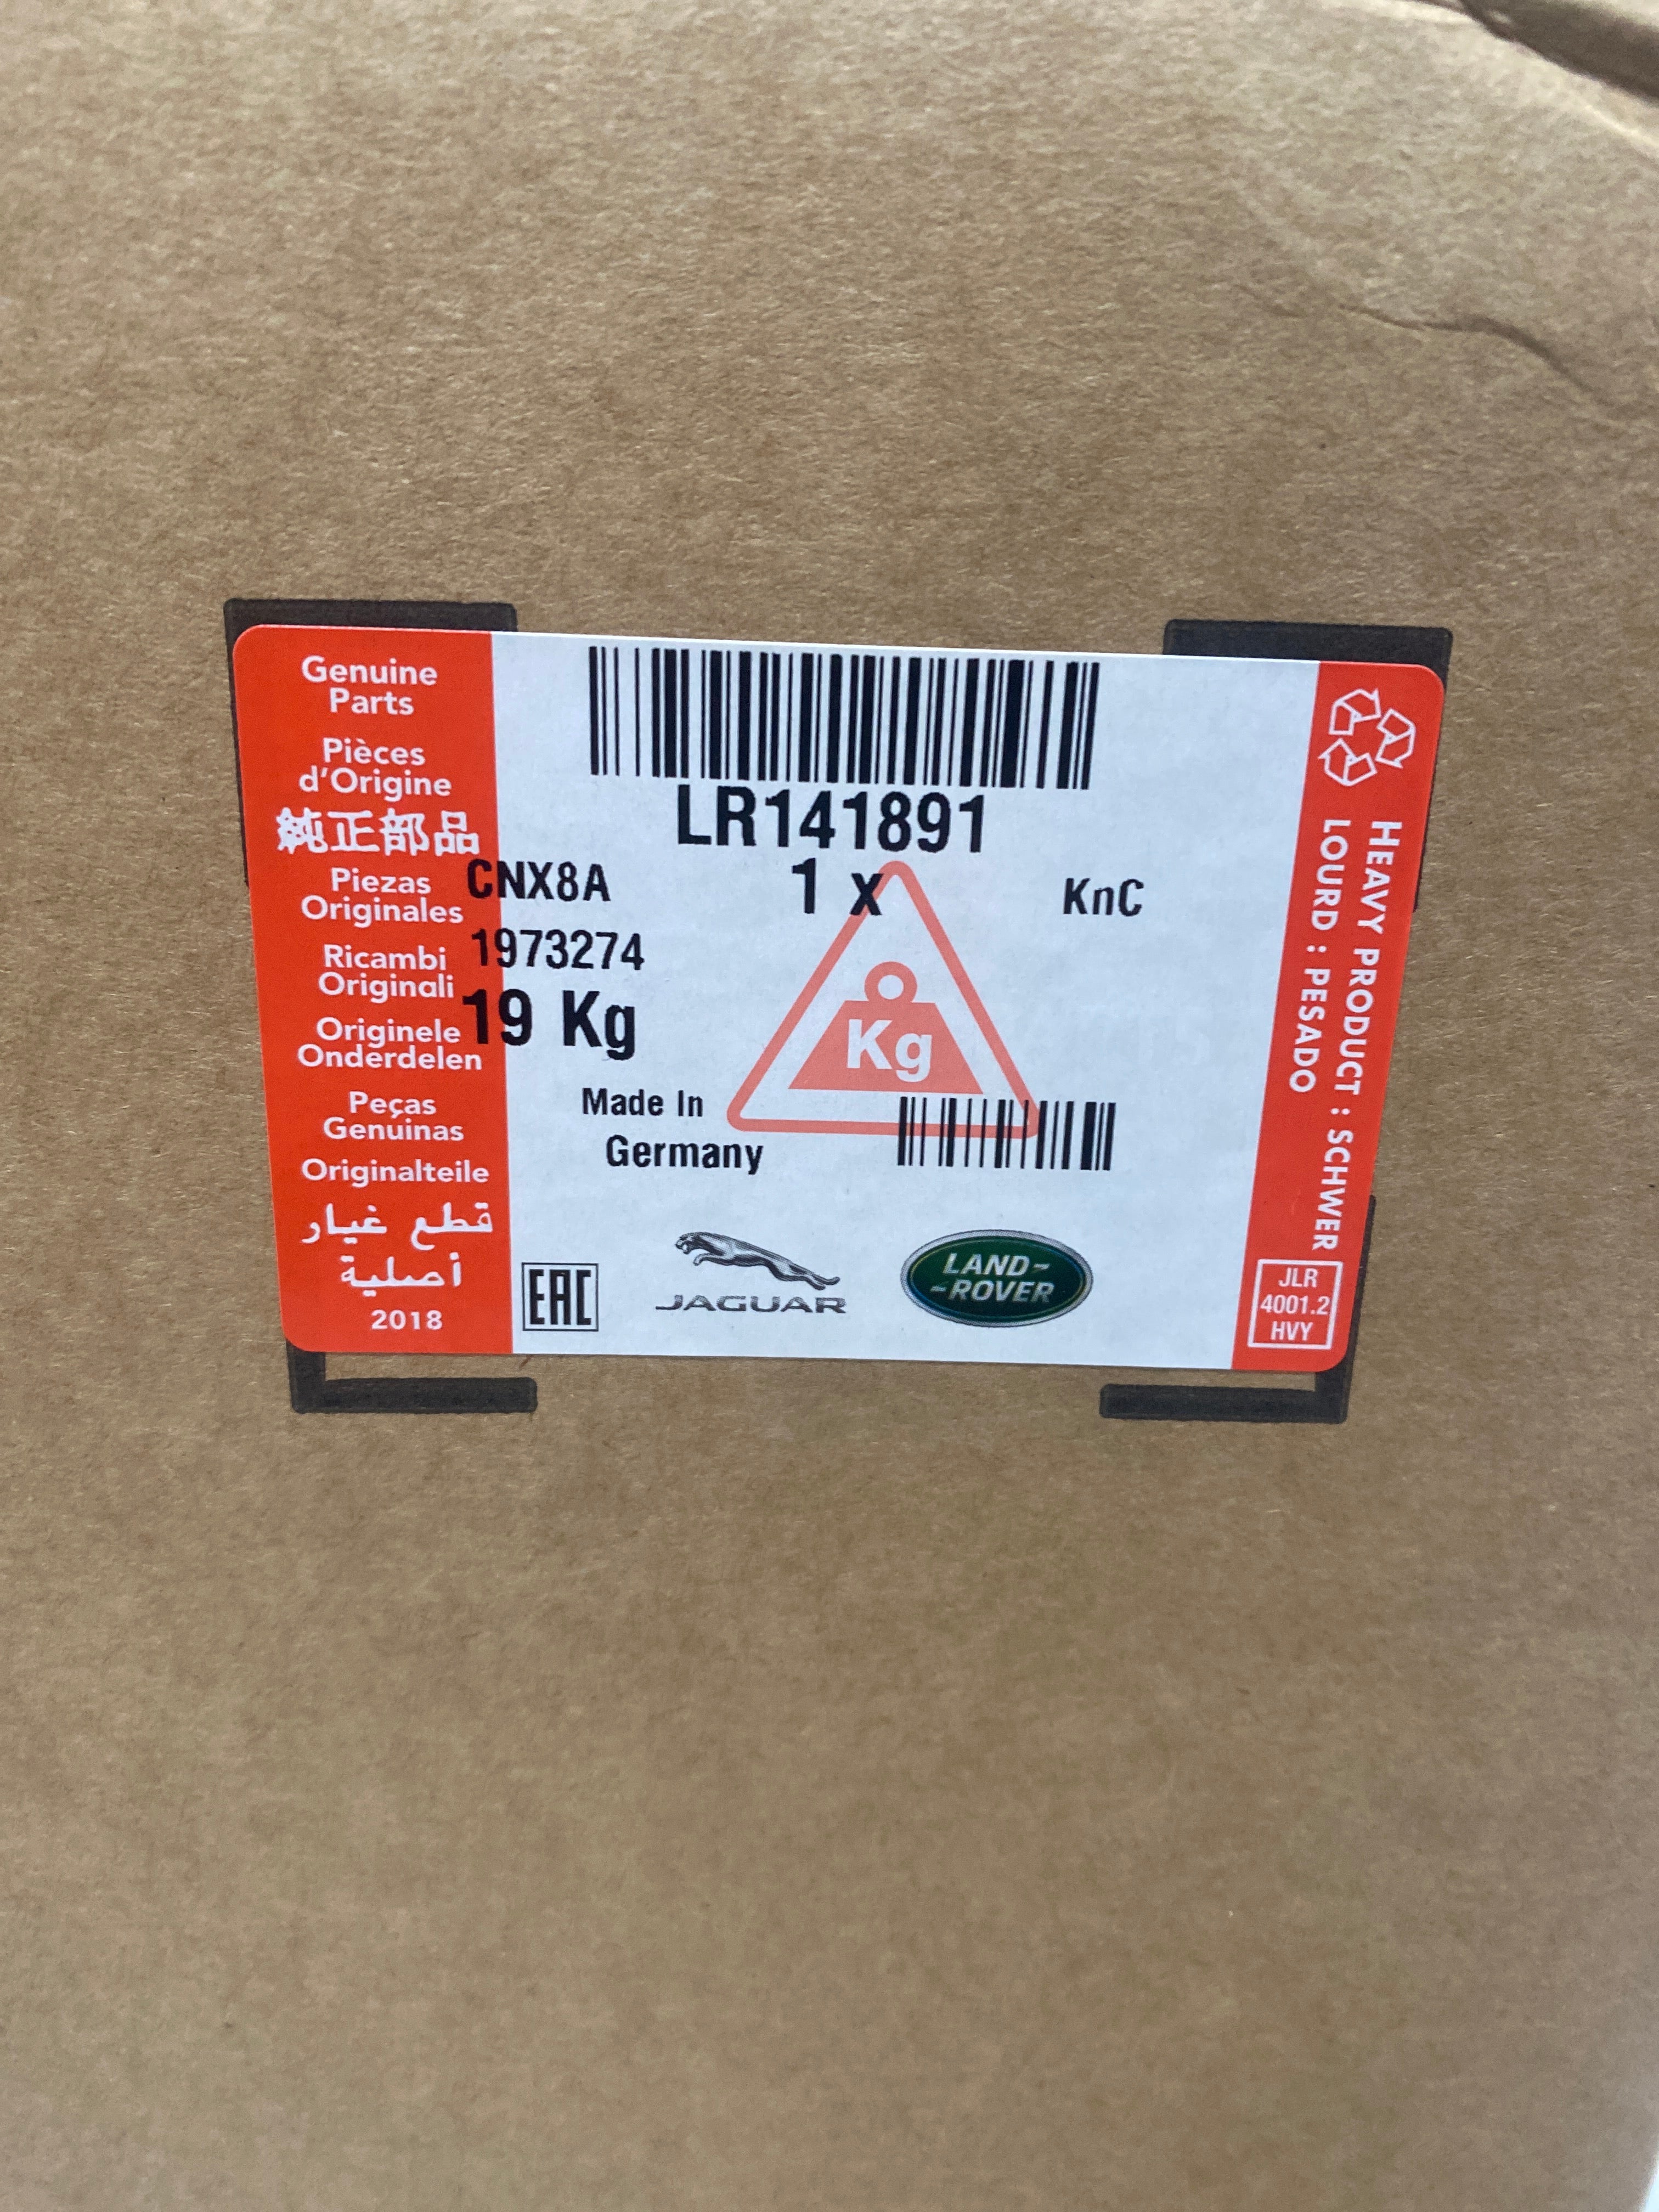 Genuine
Parts
Pièces
d'Origine
純正部品
Piezas
Originales
Ricambi
Originali
Originele
Onderdelen
Peças
Genuinas
Originalteile
قطع غيار
أصلية
2018
LR141891
CNX8A
1 x
KnC
1973274
19 Kg
Kg
Made In
Germany
EAC
JAGUAR
LAND-
-ROVER
HEAVY PRODUCT : SCHWER
LOURD : PESADO
JLR
4001.2
HVY